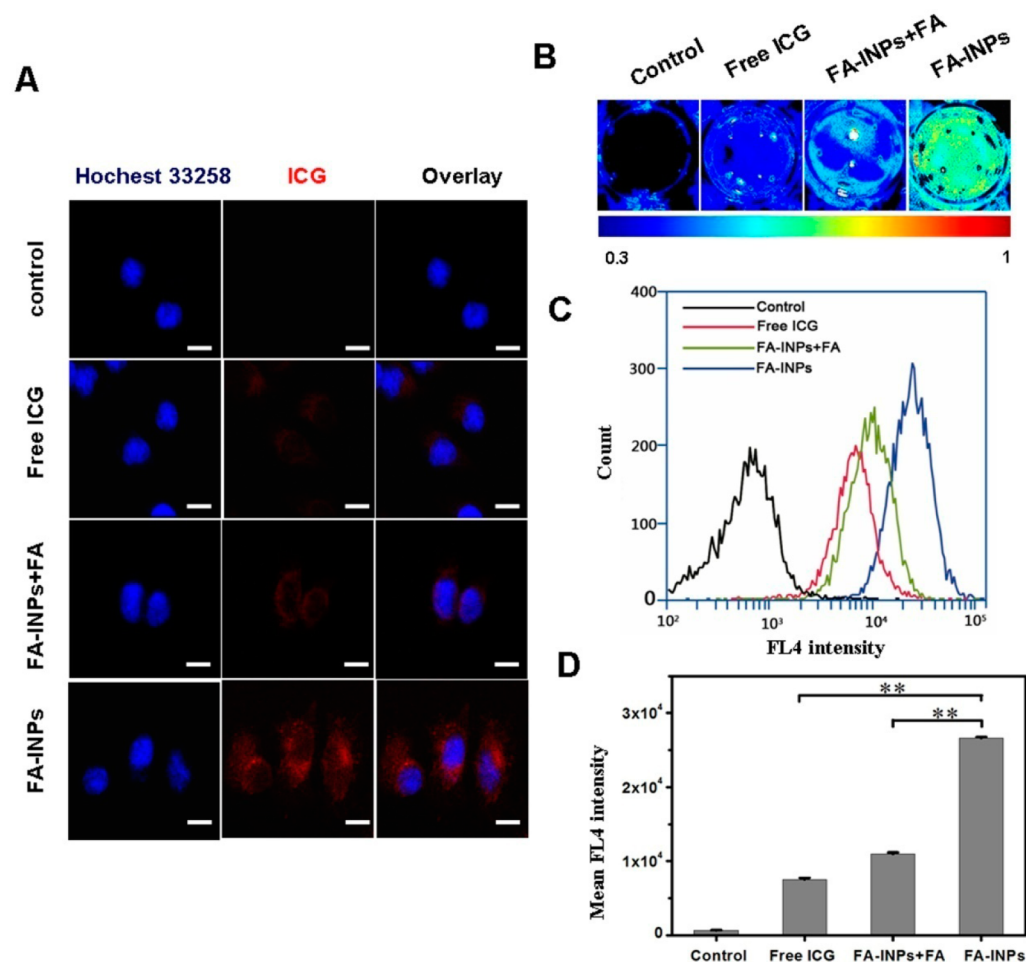 A
Hochest 33258 ICG Overlay
control
Free ICG
FA-INPs+FA
FA-INPs
B
Control Free ICG FA-INPs+FA FA-INPs
0.3 1
C
400
300
200
100
0
Count
Control
Free ICG
FA-INPs+FA
FA-INPs
10² 10³ 10⁴ 10⁵
FL4 intensity
D
** 
**
3x10⁴
2x10⁴
1x10⁴
0
Mean FL4 intensity
Control Free ICG FA-INPs+FA FA-INPs